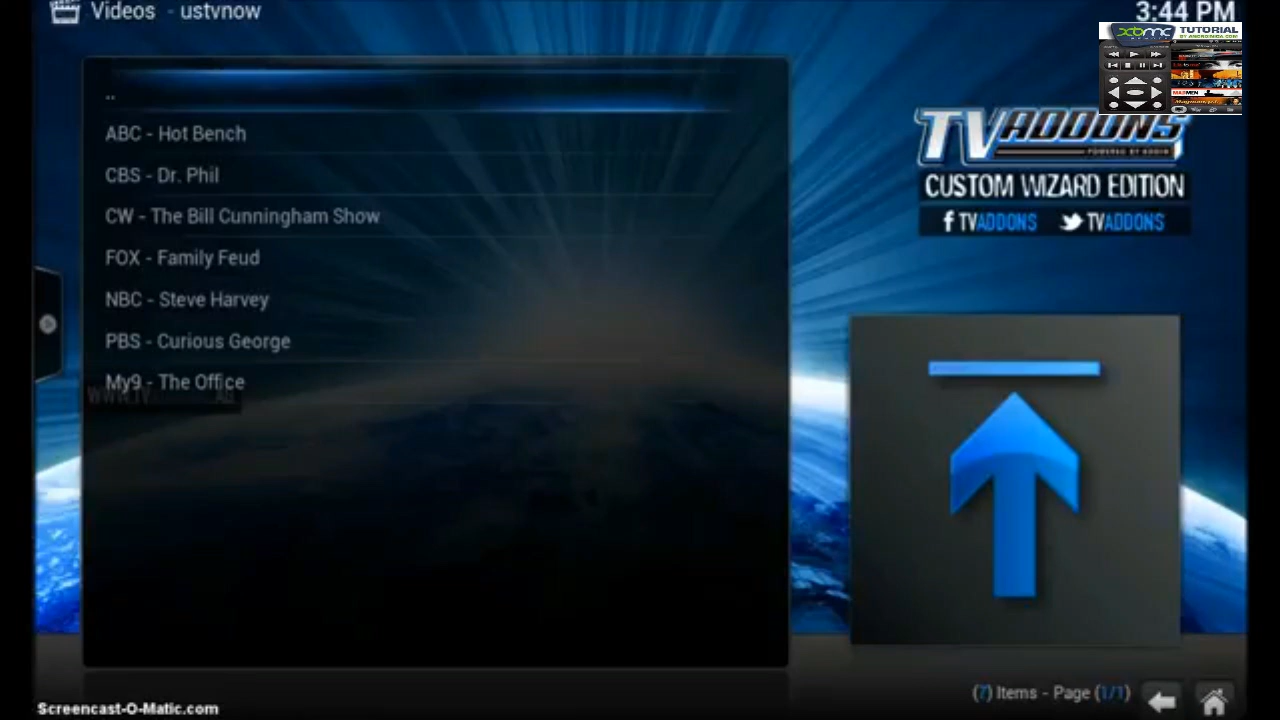 Videos - ustvnow
3:44 PM
xbmc TUTORIAL
..
ABC - Hot Bench
CBS - Dr. Phil
CW - The Bill Cunningham Show
FOX - Family Feud
NBC - Steve Harvey
PBS - Curious George
My9 - The Office
TVADDONS
CUSTOM WIZARD EDITION
TVADDONS TVADDONS
(7) Items - Page (1/1)
Screencast-O-Matic.com